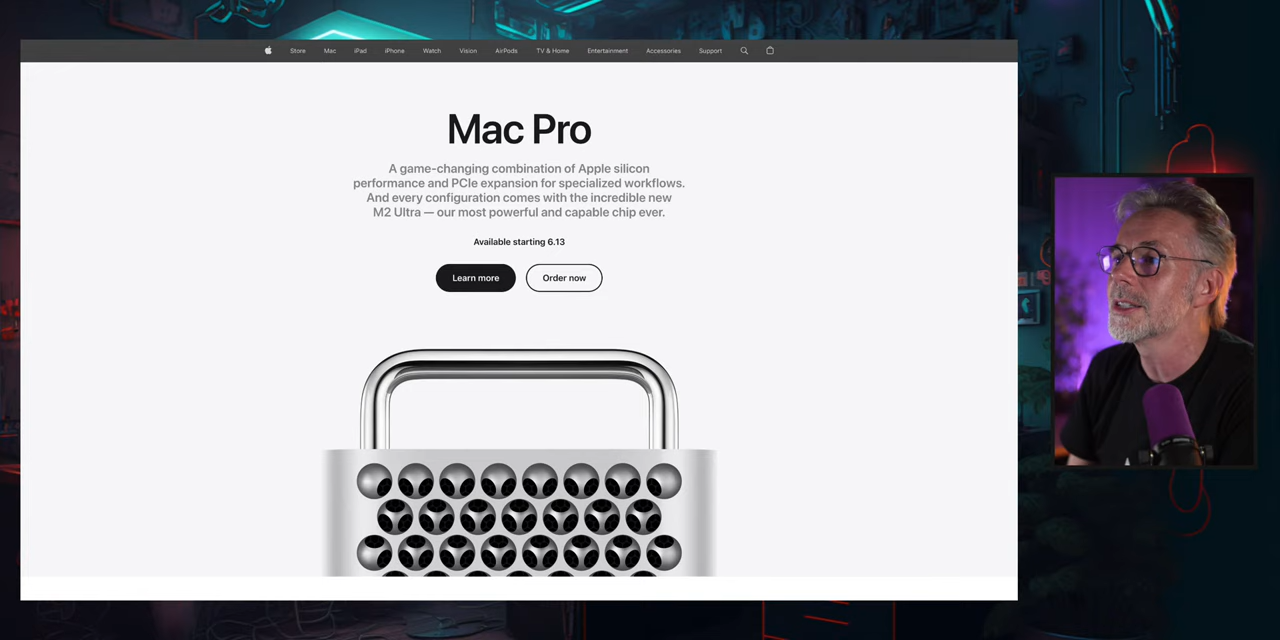 Store Mac iPad iPhone Watch Vision AirPods TV & Home Entertainment Accessories Support
Mac Pro
A game-changing combination of Apple silicon
performance and PCIe expansion for specialized workflows.
And every configuration comes with the incredible new
M2 Ultra — our most powerful and capable chip ever.
Available starting 6.13
Learn more Order now